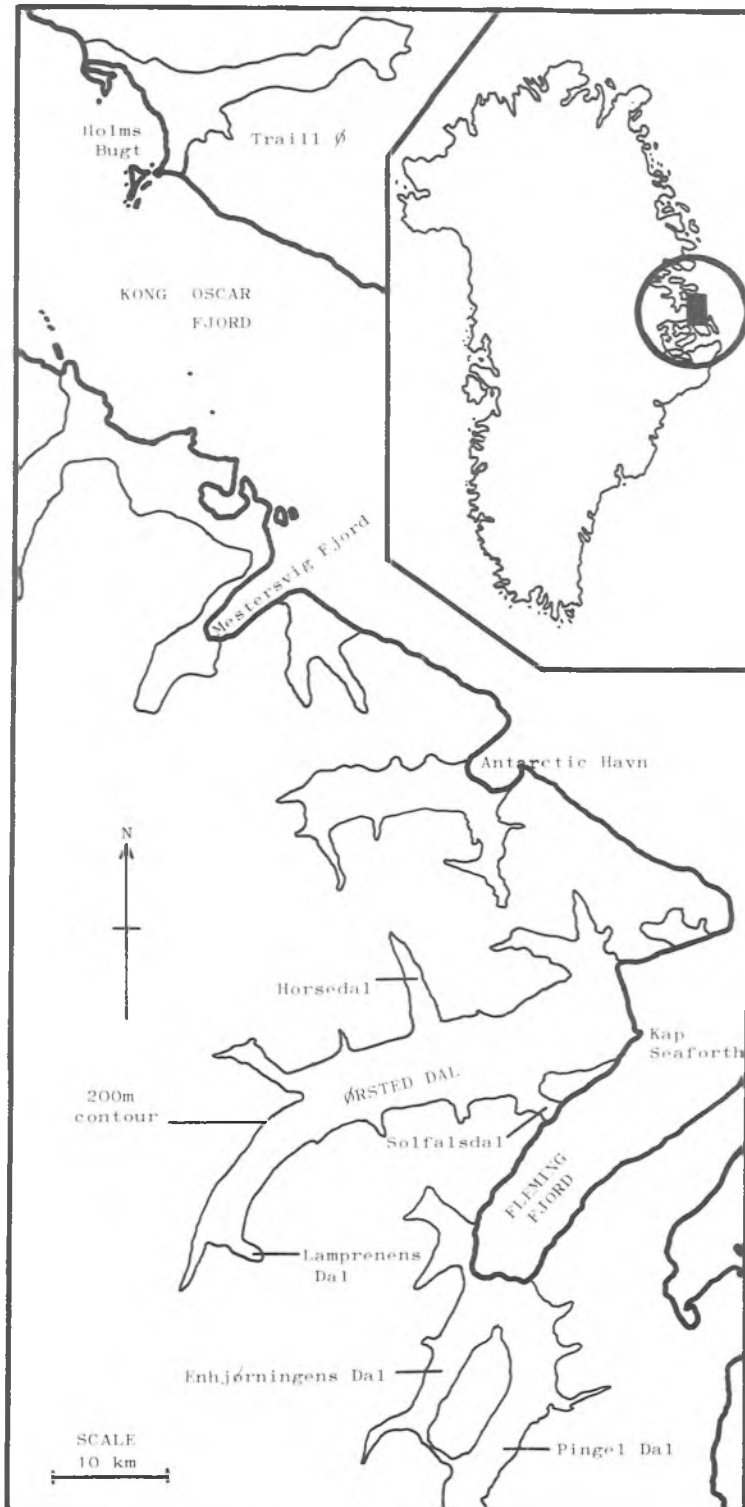 Holms
Bugt
Traill Ø
KONG OSCAR
FJORD
Mestersvig Fjord
Antarctic Havn
N
Horsedal
Kap
Seaforth
ØRSTED DAL
200m
contour
Solfalsdal
FLEMING
FJORD
Lamprenens
Dal
Enhjørningens Dal
Pingel Dal
SCALE
10 km